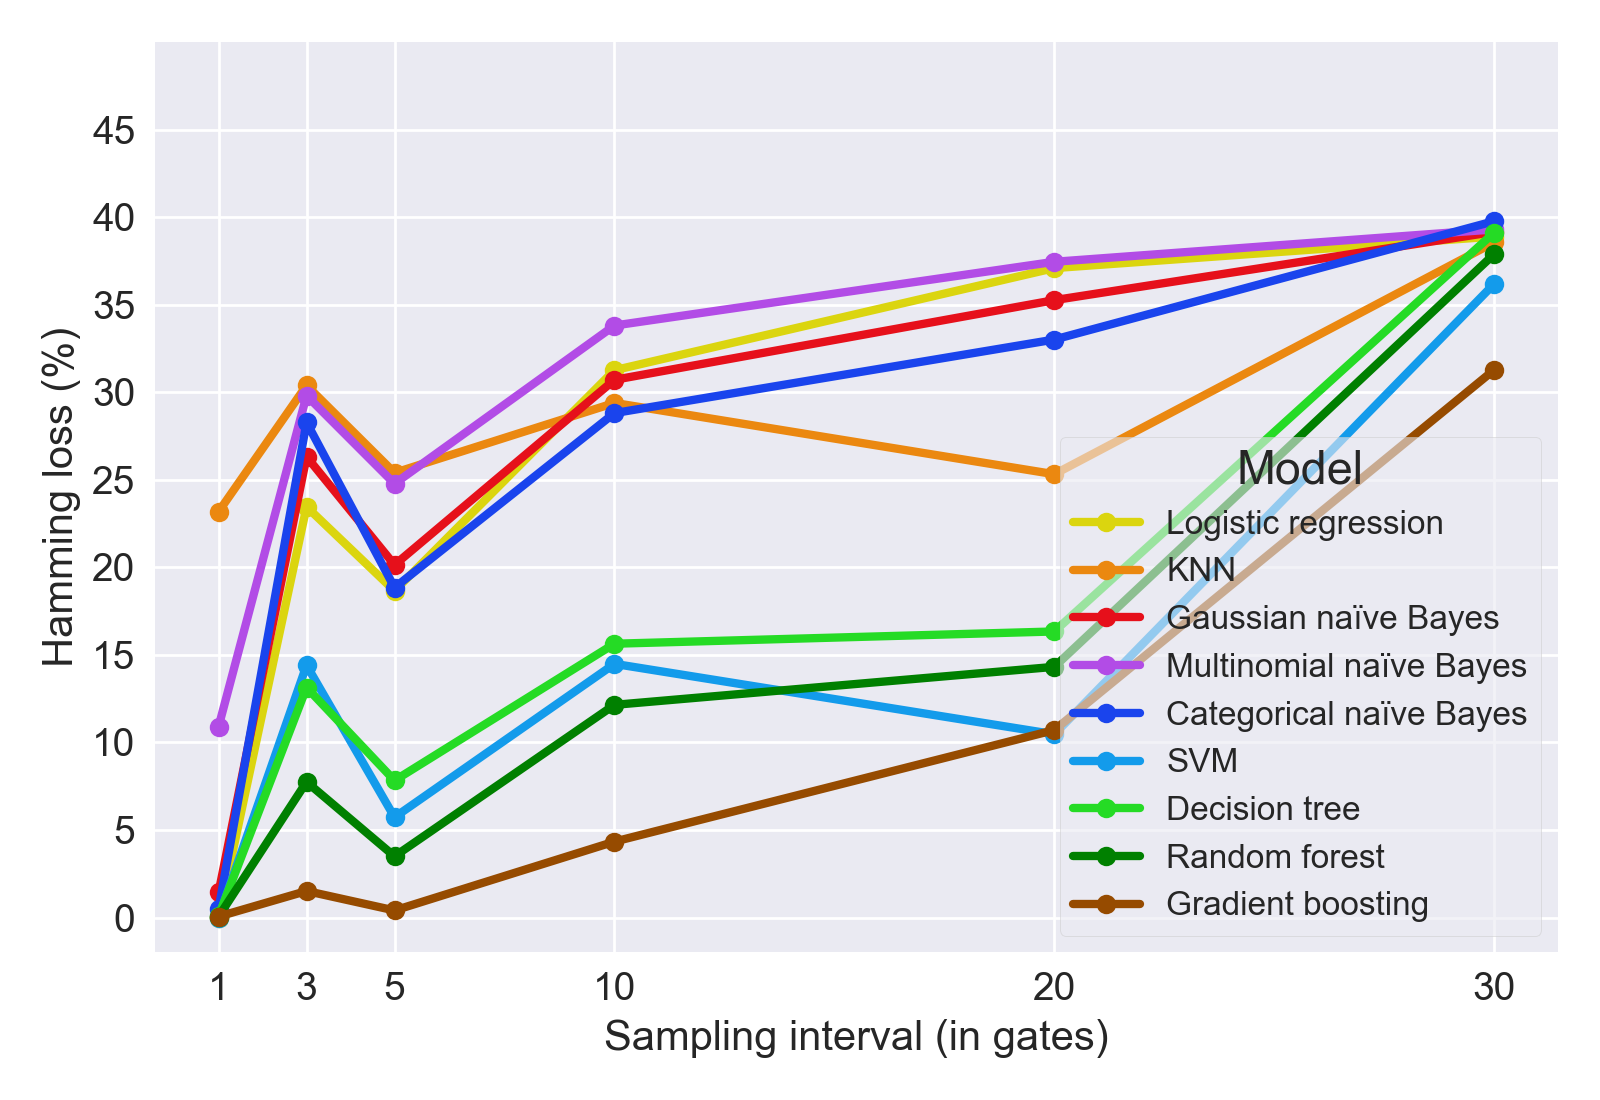 Hamming loss (%)
45
40
35
30
25
20
15
10
5
0
1 3 5 10 20 30
Sampling interval (in gates)
Model
Logistic regression
KNN
Gaussian naïve Bayes
Multinomial naïve Bayes
Categorical naïve Bayes
SVM
Decision tree
Random forest
Gradient boosting